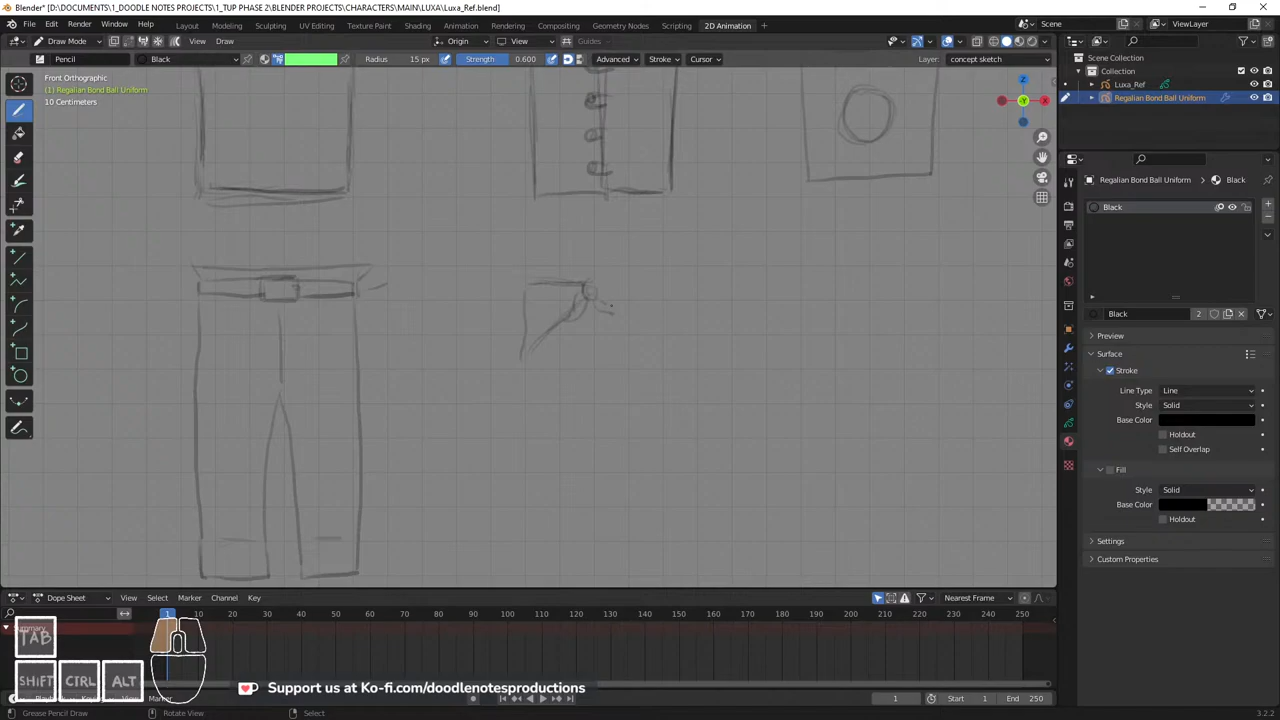 Blender* [D:\DOCUMENTS\1_DOODLE NOTES PROJECTS\1_TUP PHASE 2\BLENDER PROJECTS\CHARACTERS\MAIN\LUXA\Luxa_Ref.blend]
File Edit Render Window Help Layout Modeling Sculpting UV Editing Texture Paint Shading Animation Rendering Compositing Geometry Nodes Scripting 2D Animation + Scene ViewLayer
Draw Mode View Draw Origin View Guides
Pencil Black Radius 15 px Strength 0.600 Advanced Stroke Cursor Layer: concept sketch
Front Orthographic
(1) Regalian Bond Ball Uniform
10 Centimeters
Z
-Y
X
Scene Collection
Collection
Luxa_Ref
Regalian Bond Ball Uniform
Regalian Bond Ball Uniform Black
Black
Black 2
Preview
Surface
Stroke
Line Type Line
Style Solid
Base Color
Holdout
Self Overlap
Fill
Style Solid
Base Color
Holdout
Settings
Custom Properties
Dope Sheet View Select Marker Channel Key Nearest Frame
1 10 20 30 40 50 60 70 80 90 100 110 120 130 140 150 160 170 180 190 200 210 220 230 240 250
Summary
TAB
SHIFT CTRL ALT
Support us at Ko-fi.com/doodlenotesproductions
Marker 1 Start 1 End 250
Grease Pencil Draw Rotate View Select 3.2.2